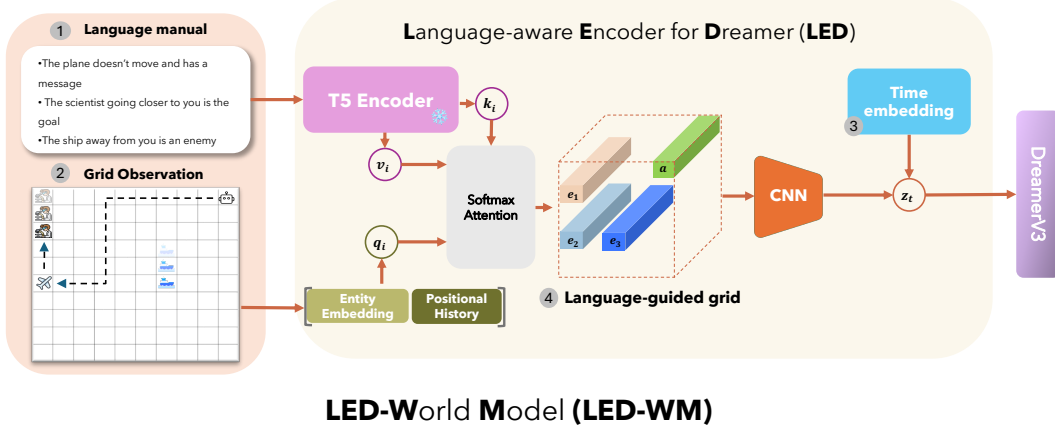 1 Language manual
•The plane doesn't move and has a
message
• The scientist going closer to you is the
goal
•The ship away from you is an enemy
2 Grid Observation
Language-aware Encoder for Dreamer (LED)
T5 Encoder
k_i
v_i
Softmax
Attention
q_i
Entity
Embedding
Positional
History
e_1
e_2
e_3
a
4 Language-guided grid
CNN
Time
embedding
3
z_t
DreamerV3
LED-World Model (LED-WM)